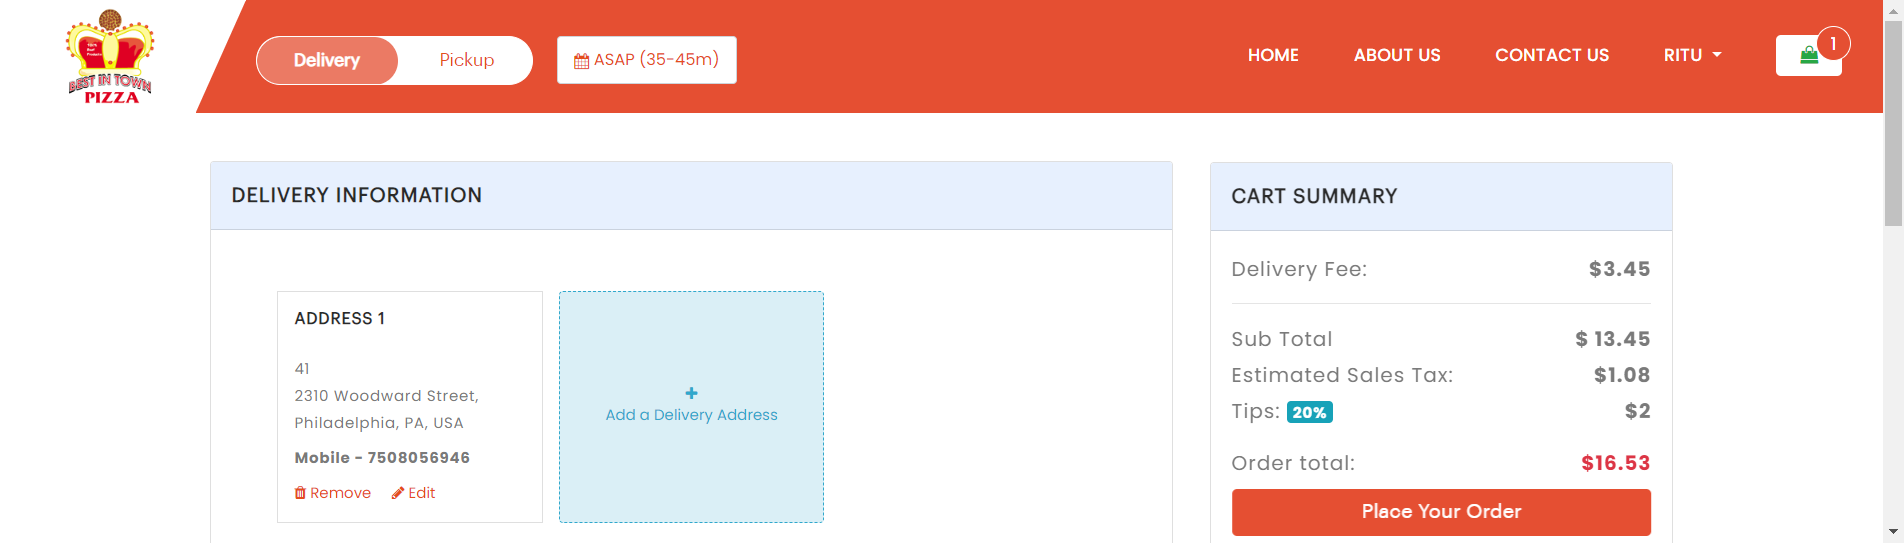 BEST IN TOWN
PIZZA
Delivery
Pickup
ASAP (35-45m)
HOME
ABOUT US
CONTACT US
RITU
1
DELIVERY INFORMATION
ADDRESS 1
41
2310 Woodward Street,
Philadelphia, PA, USA
Mobile - 7508056946
Remove
Edit
Add a Delivery Address
CART SUMMARY
Delivery Fee: $3.45
Sub Total $ 13.45
Estimated Sales Tax: $1.08
Tips: 20% $2
Order total: $16.53
Place Your Order